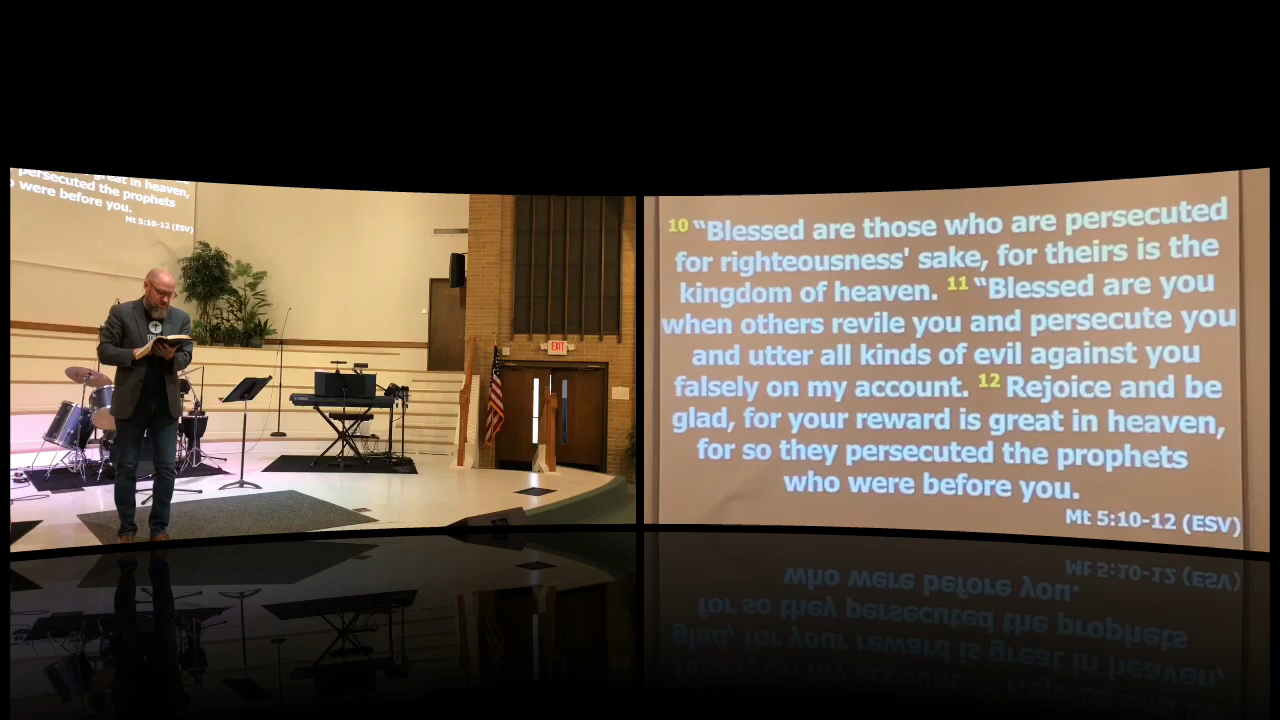 persecuted the prophets
were before you.
Mt 5:10-12 (ESV)
EXIT
10 “Blessed are those who are persecuted
for righteousness' sake, for theirs is the
kingdom of heaven. 11 “Blessed are you
when others revile you and persecute you
and utter all kinds of evil against you
falsely on my account. 12 Rejoice and be
glad, for your reward is great in heaven,
for so they persecuted the prophets
who were before you.
Mt 5:10-12 (ESV)